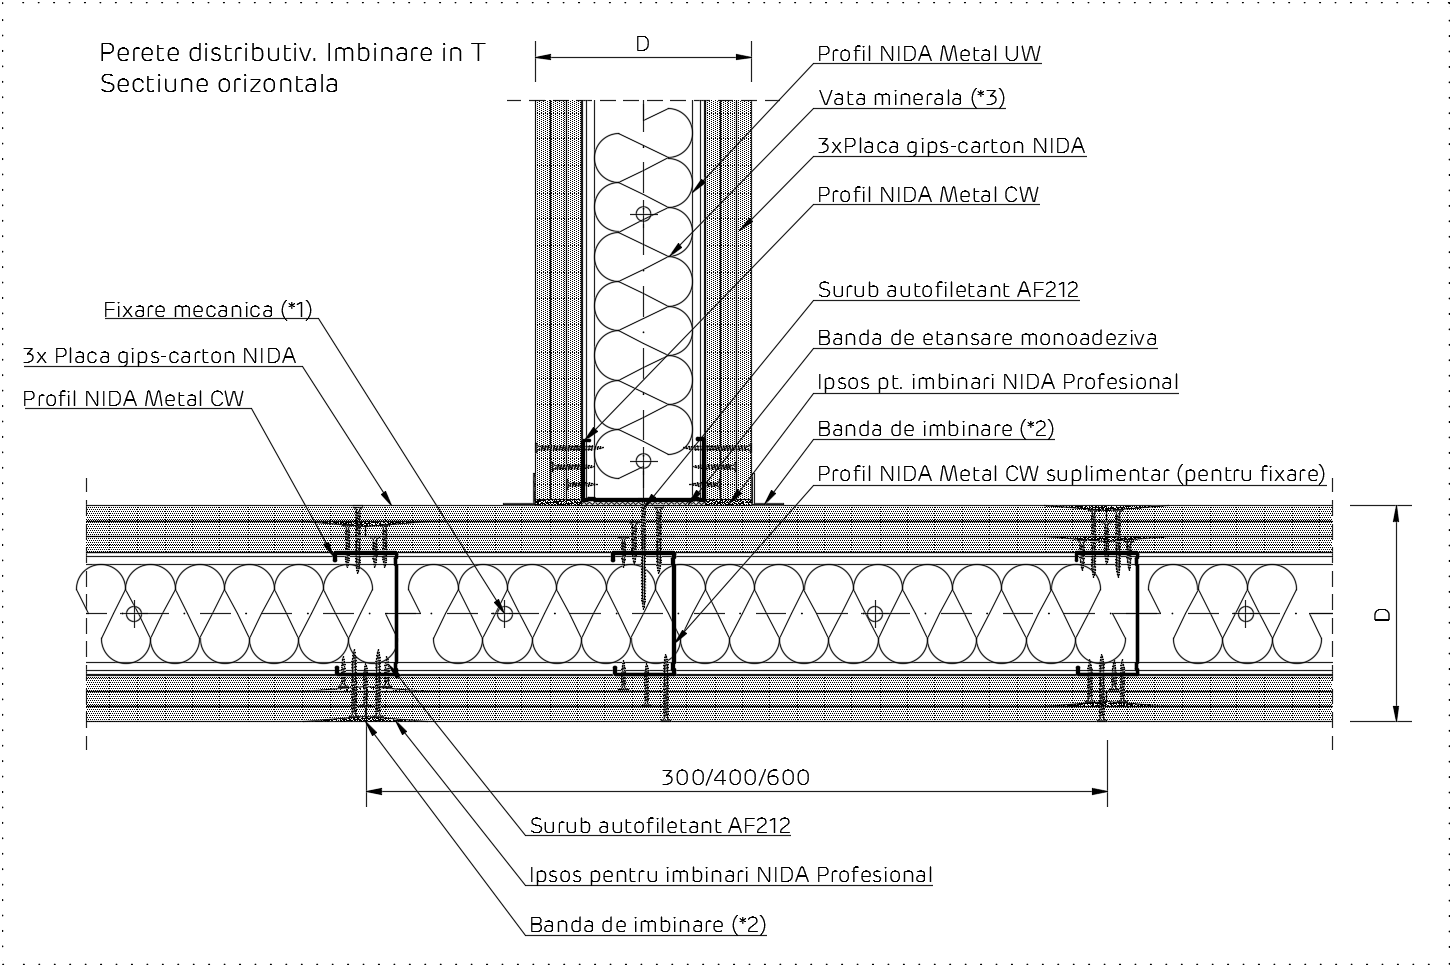 Perete distributiv. Imbinare in T
Sectiune orizontala
D
Profil NIDA Metal UW
Vata minerala (*3)
3xPlaca gips-carton NIDA
Profil NIDA Metal CW
Surub autofiletant AF212
Banda de etansare monoadeziva
Ipsos pt. imbinari NIDA Profesional
Banda de imbinare (*2)
Profil NIDA Metal CW suplimentar (pentru fixare)
Fixare mecanica (*1)
3x Placa gips-carton NIDA
Profil NIDA Metal CW
D
300/400/600
Surub autofiletant AF212
Ipsos pentru imbinari NIDA Profesional
Banda de imbinare (*2)